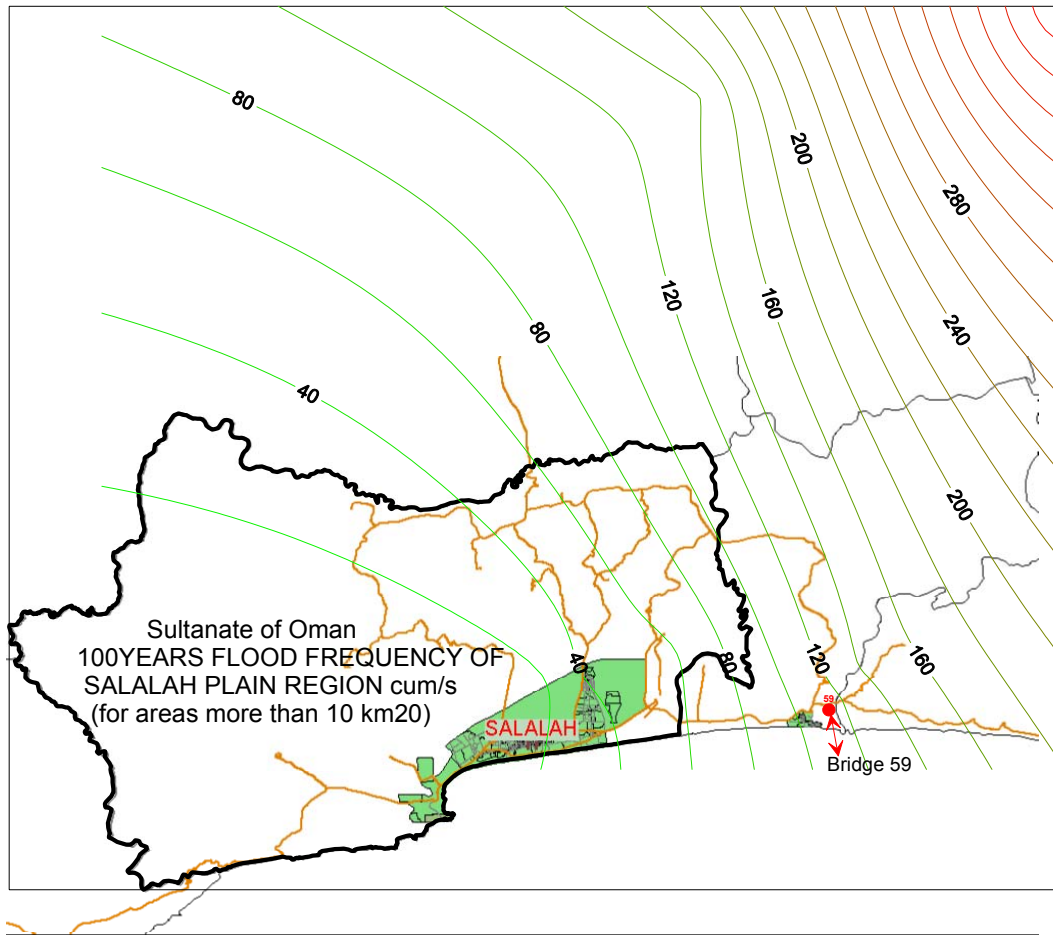 80
200
280
120
160
80
240
40
200
Sultanate of Oman
100YEARS FLOOD FREQUENCY OF
SALALAH PLAIN REGION cum/s
(for areas more than 10 km20)
40
80
120
160
59
SALALAH
Bridge 59